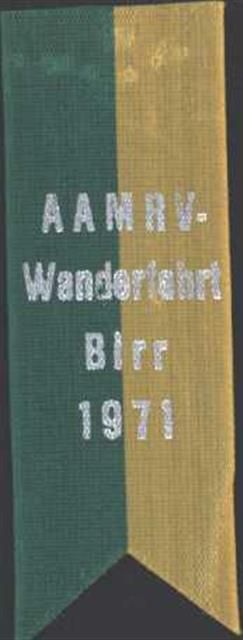 AAMRV-
Wanderfahrt
Birr
1971